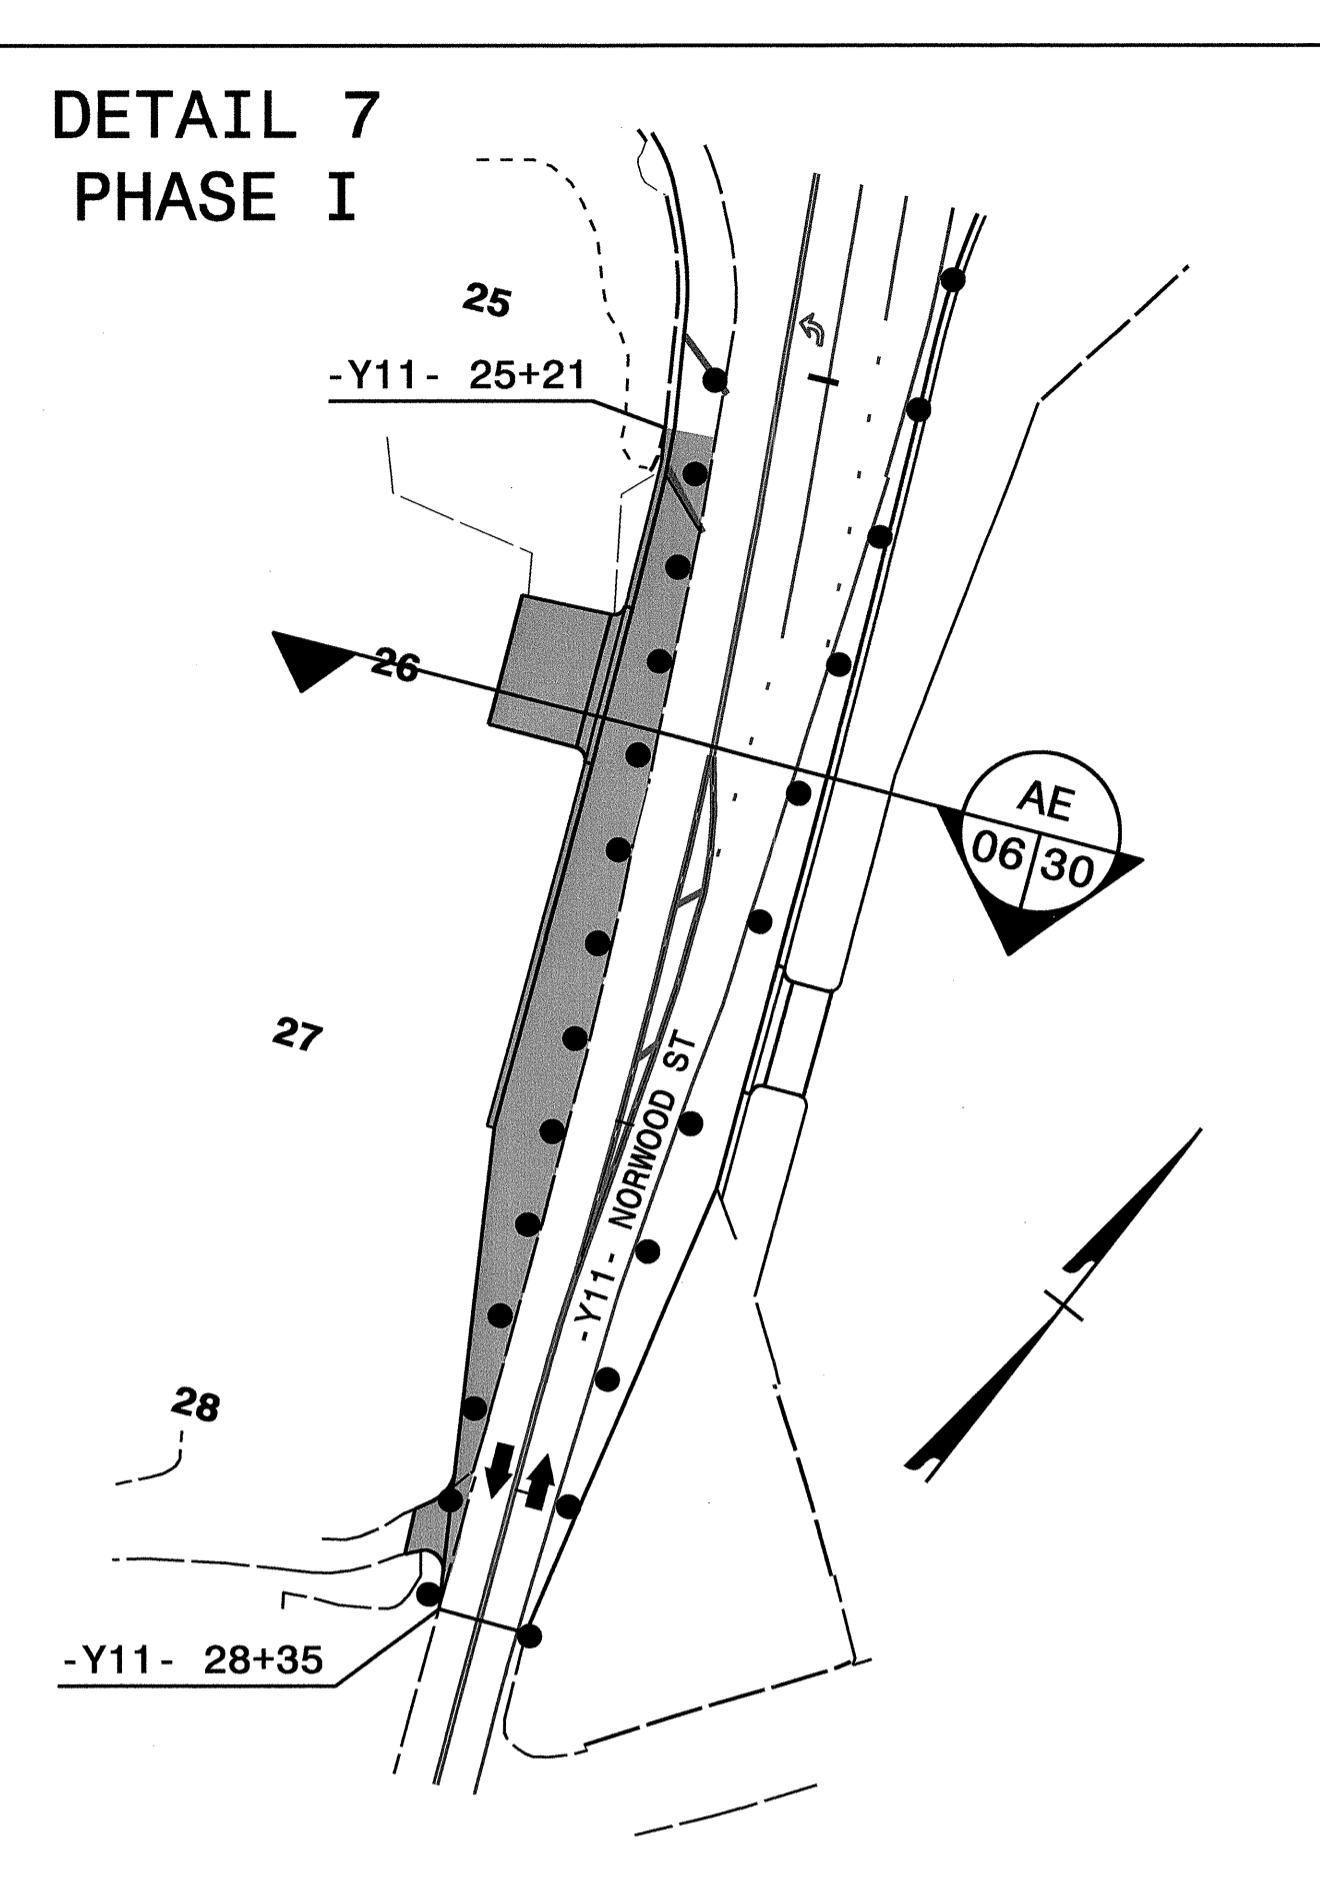 DETAIL 7
PHASE I
25
-Y11- 25+21
26
AE
06 30
27
-Y11- NORWOOD ST
28
-Y11- 28+35